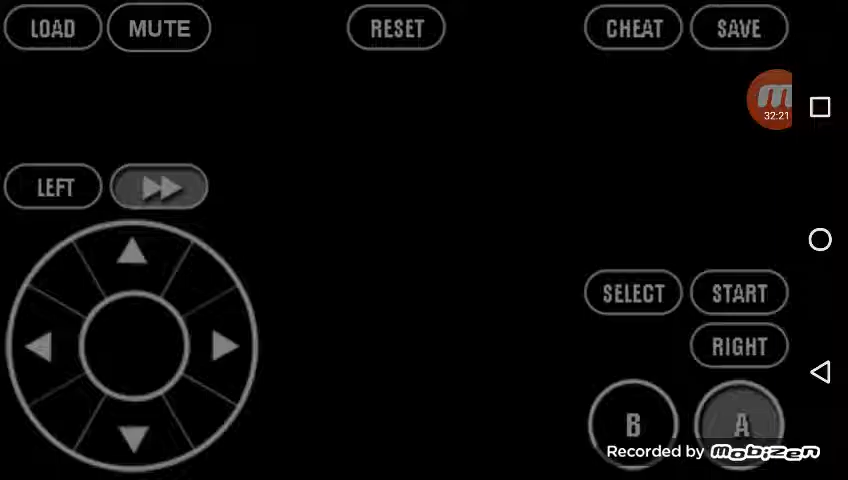 LOAD MUTE RESET CHEAT SAVE
32:21
LEFT
SELECT START
RIGHT
B A
Recorded by mobizen